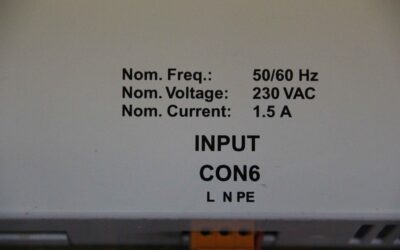 Nom. Freq.: 50/60 Hz
Nom. Voltage: 230 VAC
Nom. Current: 1.5 A
INPUT
CON6
L N PE